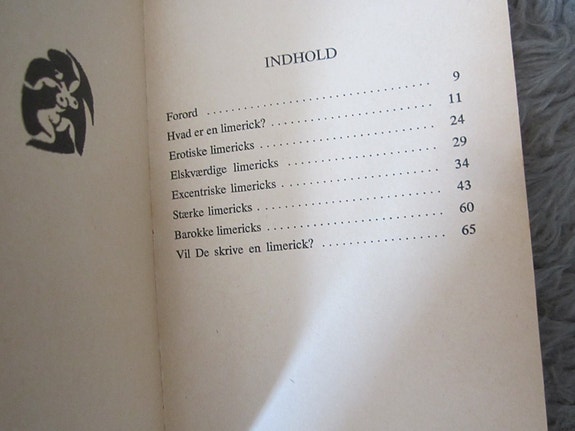 INDHOLD
Forord .................................. 9
Hvad er en limerick? ......................... 11
Erotiske limericks ........................... 24
Elskværdige limericks ....................... 29
Excentriske limericks ........................ 34
Stærke limericks ............................ 43
Barokke limericks ........................... 60
Vil De skrive en limerick? .................... 65